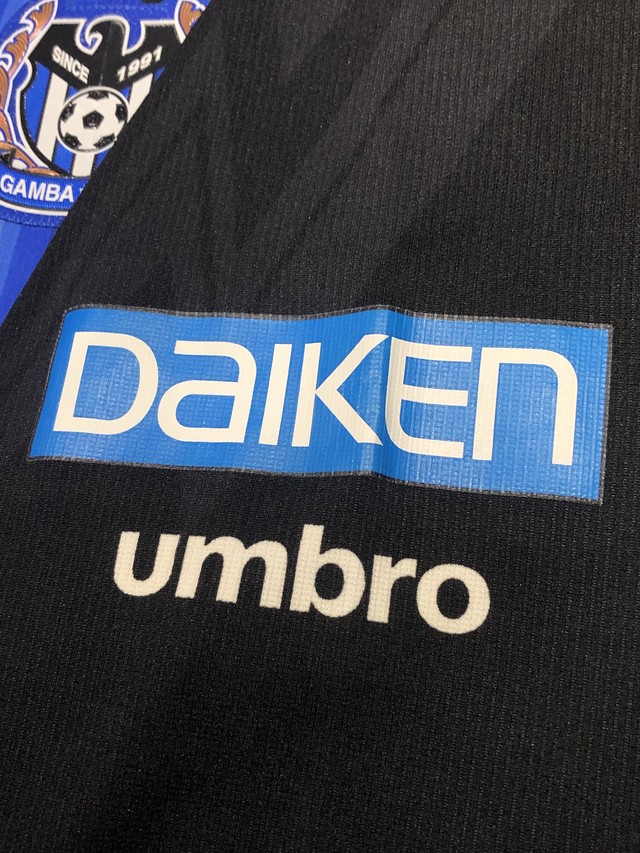 SINCE 1991
GAMBA
DAIKEN
umbro